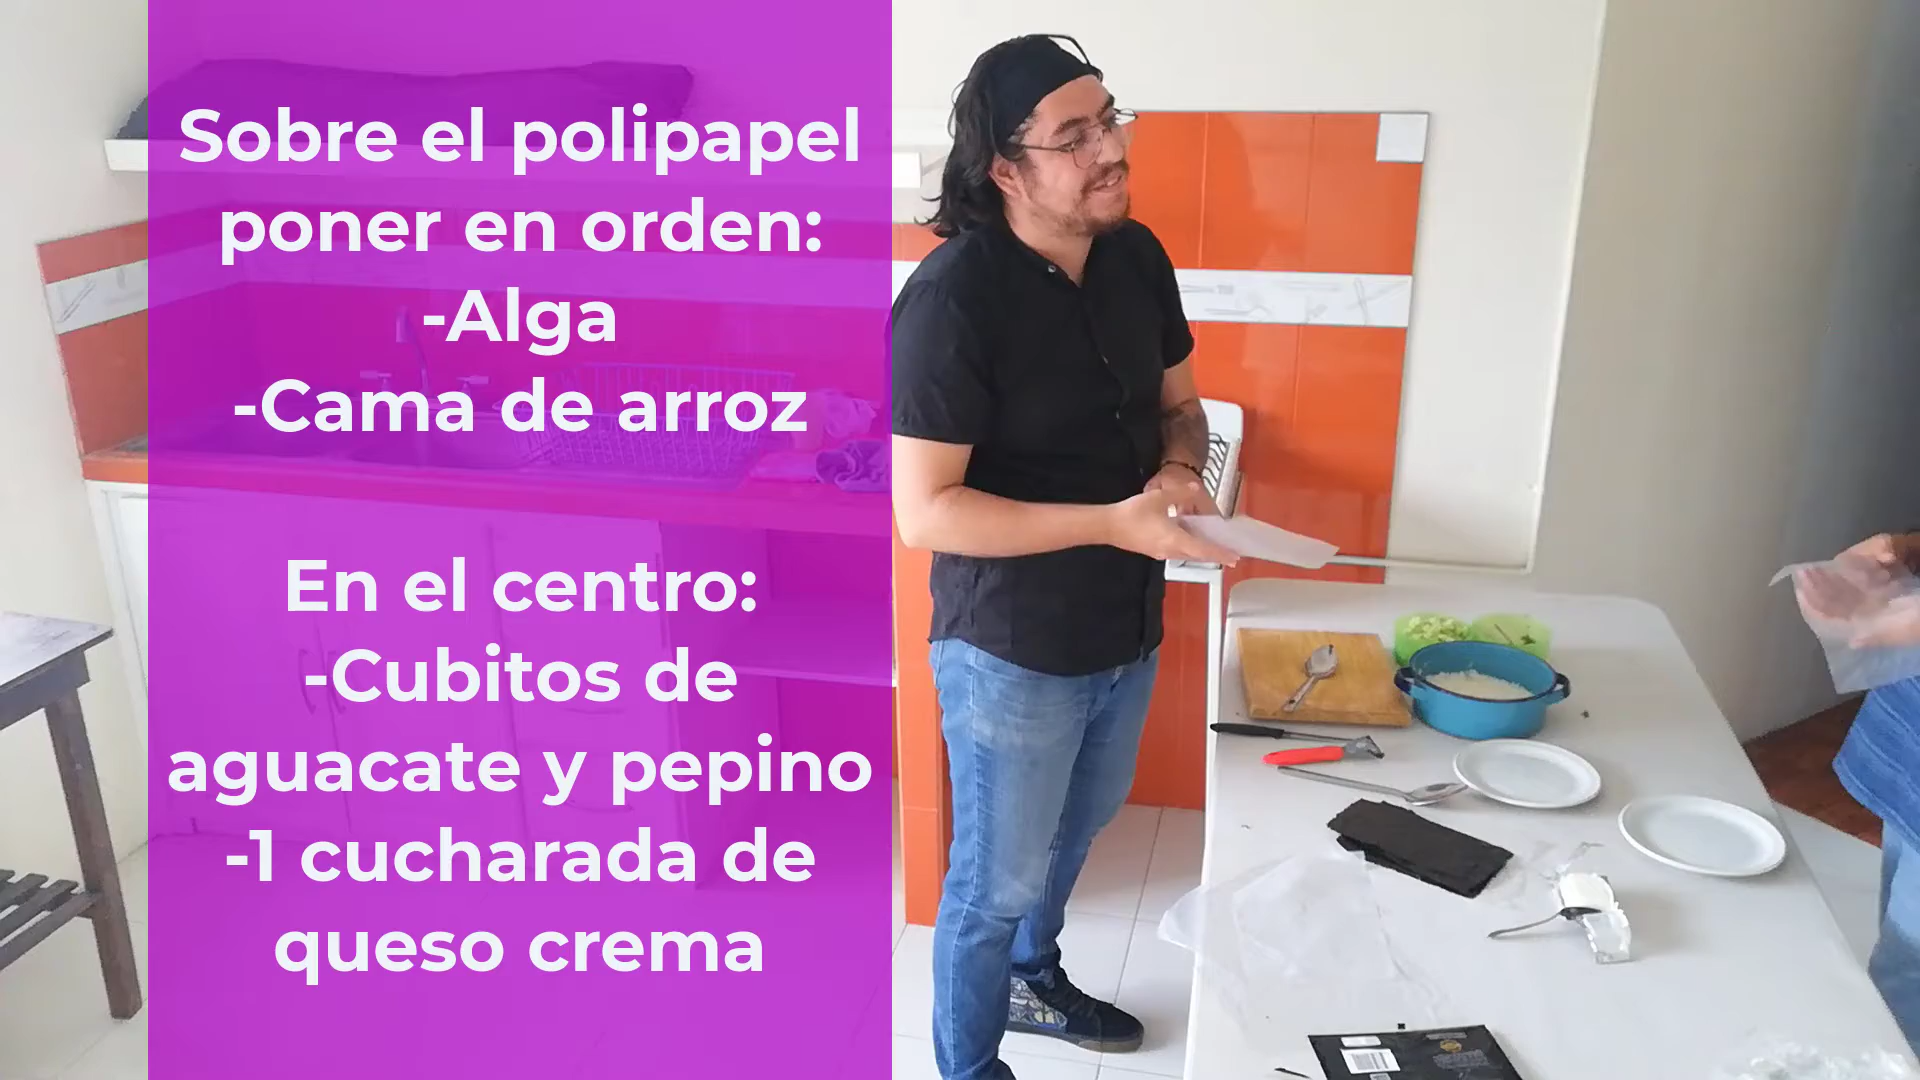 Sobre el polipapel
poner en orden:
-Alga
-Cama de arroz
En el centro:
-Cubitos de
aguacate y pepino
-1 cucharada de
queso crema